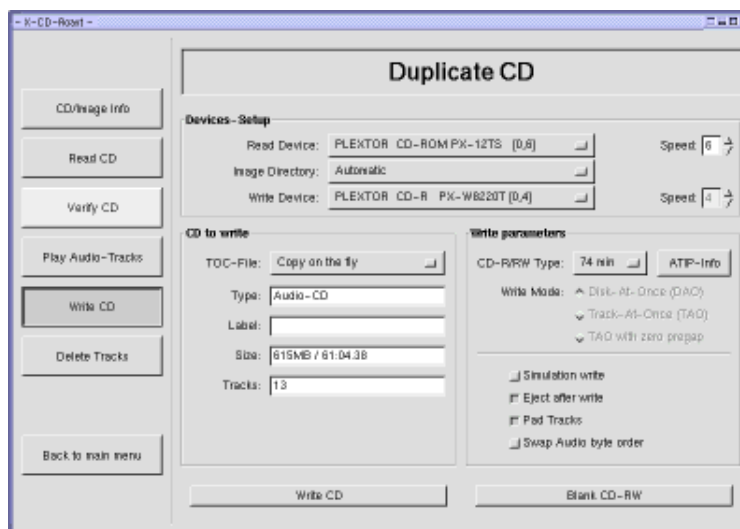 - X-CD-Roast -
Duplicate CD
CD/Image Info
Read CD
Verify CD
Play Audio-Tracks
Write CD
Delete Tracks
Back to main menu
Devices-Setup
Read Device: PLEXTOR CD-ROM PX-12TS (0,6) Speed: 6
Image Directory: Automatic
Write Device: PLEXTOR CD-R PX-W8220T (0,4) Speed: 4
CD to write
TOC-File: Copy on the fly
Type: Audio-CD
Label:
Size: 615MB / 61:04.38
Tracks: 13
Write parameters
CD-R/RW Type: 74 min ATIP-Info
Write Mode: Disk-At-Once (DAO)
Track-At-Once (TAO)
TAO with zero pregap
Simulation write
Eject after write
Pad Tracks
Swap Audio byte order
Write CD
Blank CD-RW